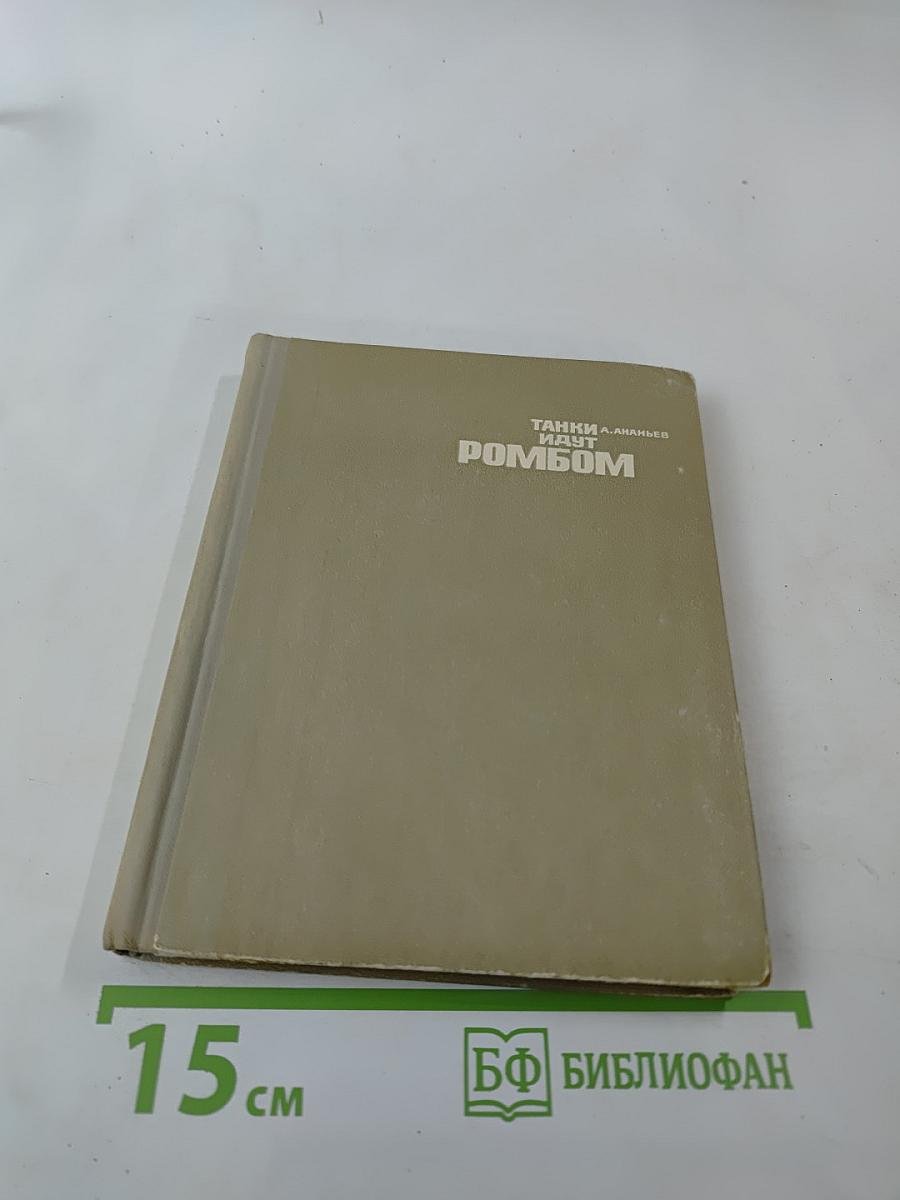 ТАНКИ А. АНАНЬЕВ
ИДУТ
РОМБОМ
15 см
БФ БИБЛИОФАН